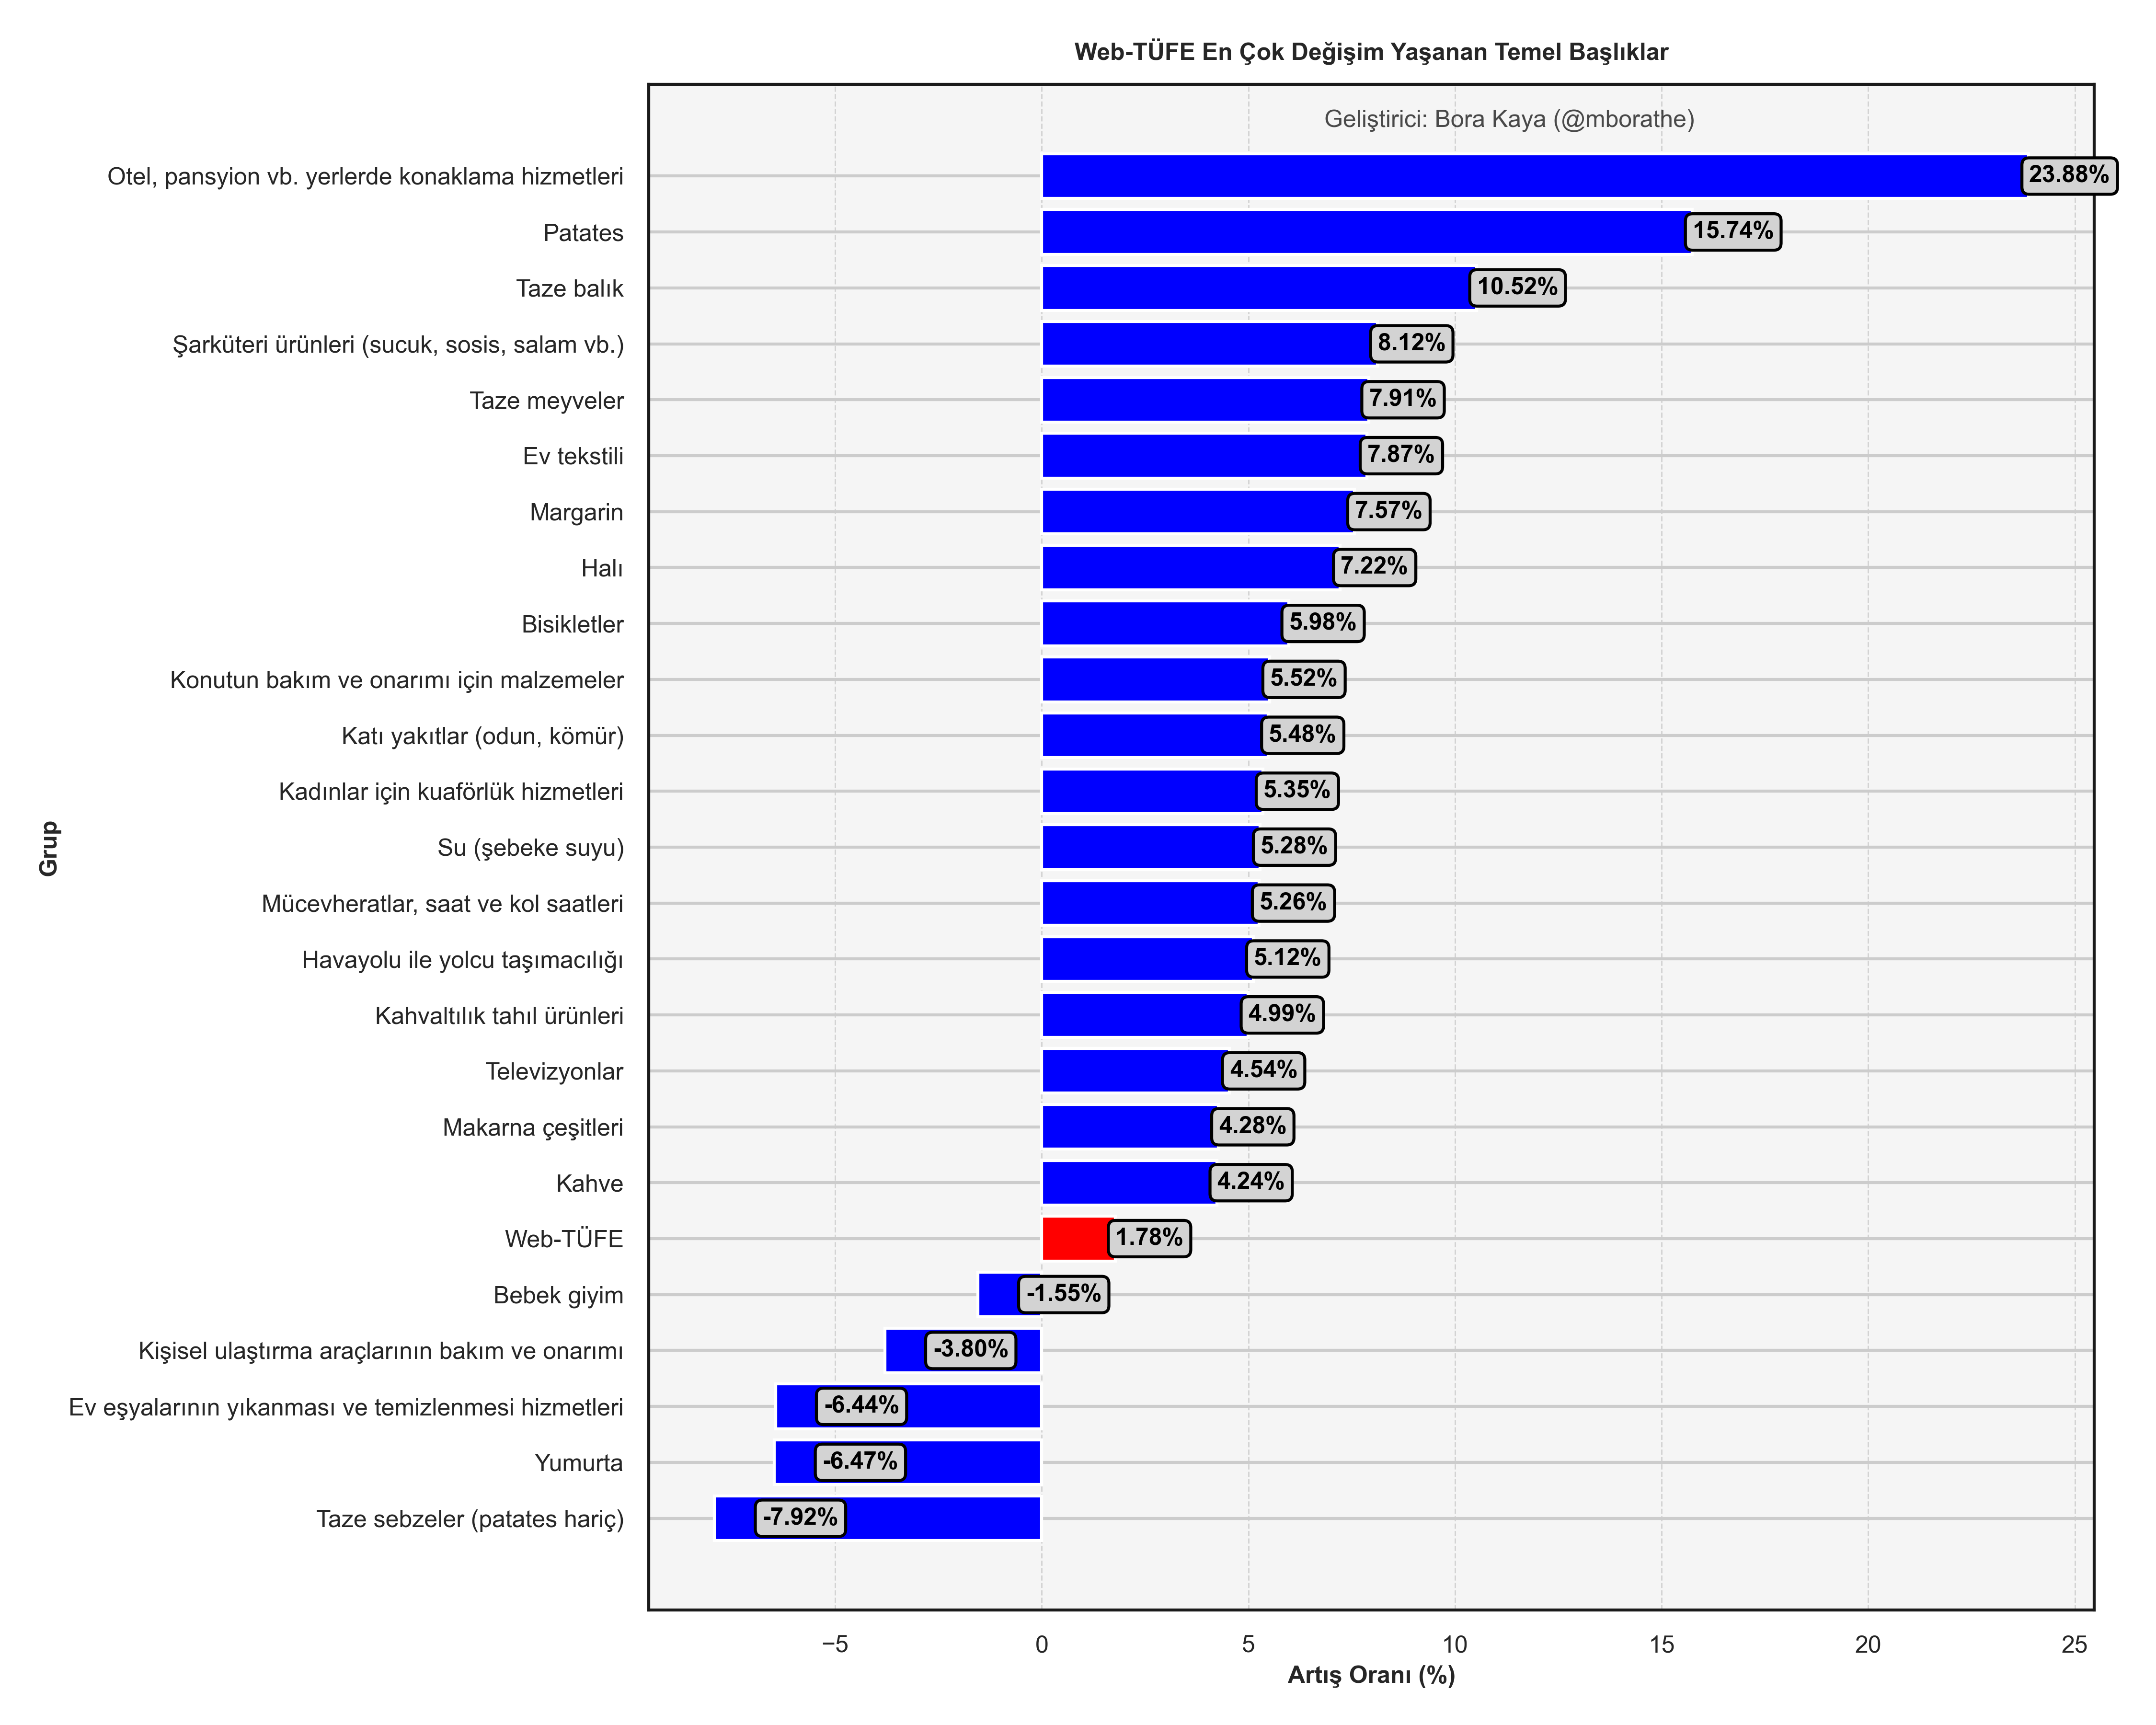 Web-TÜFE En Çok Değişim Yaşanan Temel Başlıklar
Geliştirici: Bora Kaya (@mborathe)
Otel, pansyion vb. yerlerde konaklama hizmetleri 23.88%
Patates 15.74%
Taze balık 10.52%
Şarküteri ürünleri (sucuk, sosis, salam vb.) 8.12%
Taze meyveler 7.91%
Ev tekstili 7.87%
Margarin 7.57%
Halı 7.22%
Bisikletler 5.98%
Konutun bakım ve onarımı için malzemeler 5.52%
Katı yakıtlar (odun, kömür) 5.48%
Kadınlar için kuaförlük hizmetleri 5.35%
Su (şebeke suyu) 5.28%
Mücevheratlar, saat ve kol saatleri 5.26%
Havayolu ile yolcu taşımacılığı 5.12%
Kahvaltılık tahıl ürünleri 4.99%
Televizyonlar 4.54%
Makarna çeşitleri 4.28%
Kahve 4.24%
Web-TÜFE 1.78%
Bebek giyim -1.55%
Kişisel ulaştırma araçlarının bakım ve onarımı -3.80%
Ev eşyalarının yıkanması ve temizlenmesi hizmetleri -6.44%
Yumurta -6.47%
Taze sebzeler (patates hariç) -7.92%
Grup
−5 0 5 10 15 20 25
Artış Oranı (%)